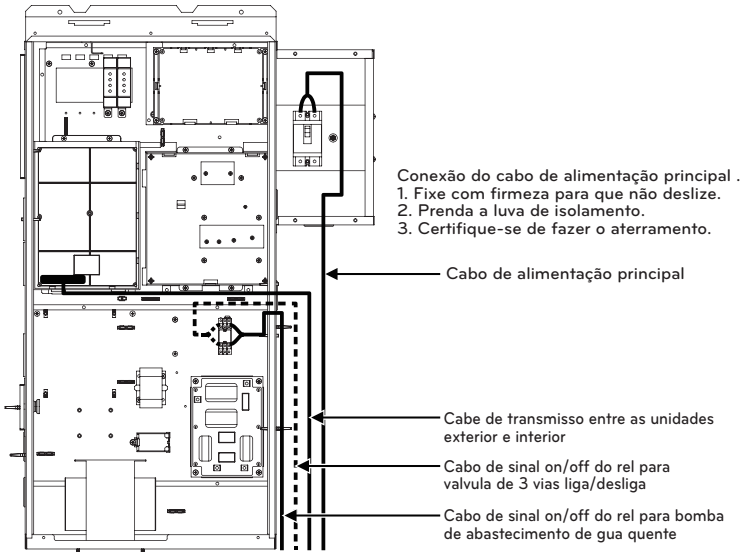 Conexão do cabo de alimentação principal .
1. Fixe com firmeza para que não deslize.
2. Prenda a luva de isolamento.
3. Certifique-se de fazer o aterramento.
Cabo de alimentação principal
Cabe de transmisso entre as unidades
exterior e interior
Cabo de sinal on/off do rel para
valvula de 3 vias liga/desliga
Cabo de sinal on/off do rel para bomba
de abastecimento de gua quente